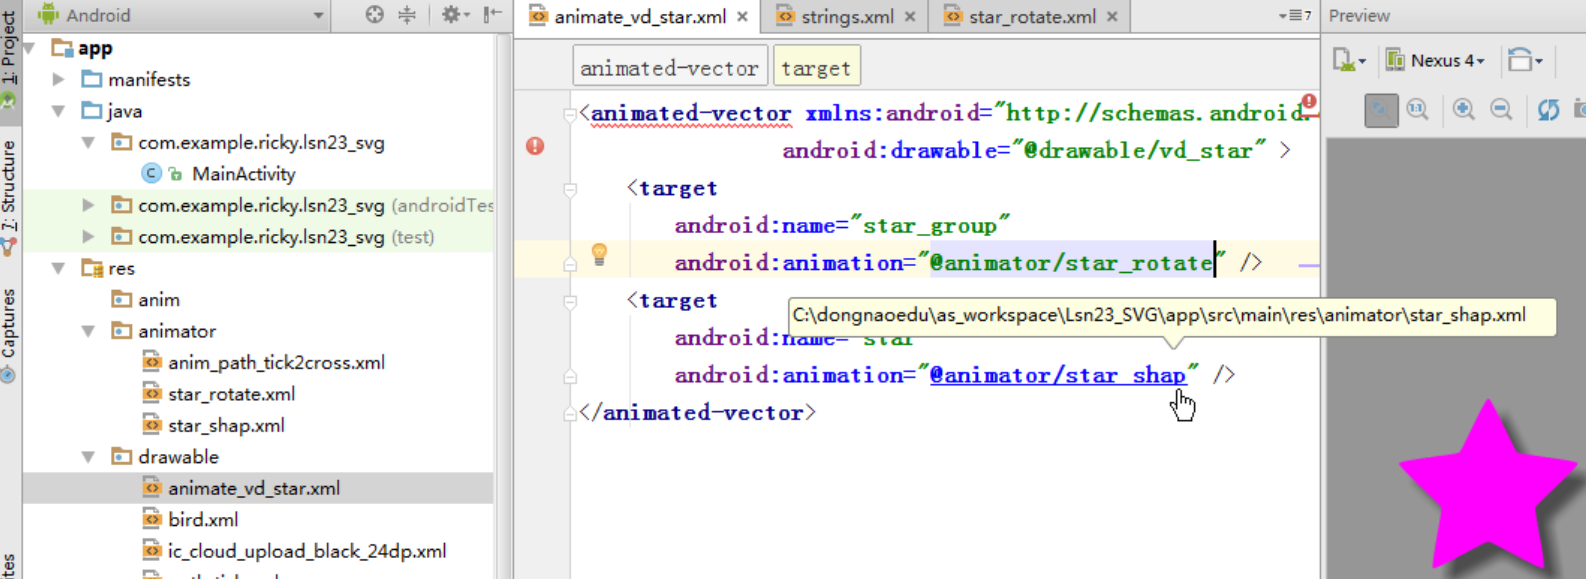 Android
animate_vd_star.xml
strings.xml
star_rotate.xml
7
Preview
1: Project
7: Structure
Captures
app
manifests
java
com.example.ricky.lsn23_svg
MainActivity
com.example.ricky.lsn23_svg (androidTes
com.example.ricky.lsn23_svg (test)
res
anim
animator
anim_path_tick2cross.xml
star_rotate.xml
star_shap.xml
drawable
animate_vd_star.xml
bird.xml
ic_cloud_upload_black_24dp.xml
animated-vector
target
<animated-vector xmlns:android="http://schemas.android.
android:drawable="@drawable/vd_star" >
<target
android:name="star_group"
android:animation="@animator/star_rotate" />
<target
C:\dongnaoedu\as_workspace\Lsn23_SVG\app\src\main\res\animator\star_shap.xml
android:name="star"
android:animation="@animator/star_shap" />
</animated-vector>
Nexus 4
1:1